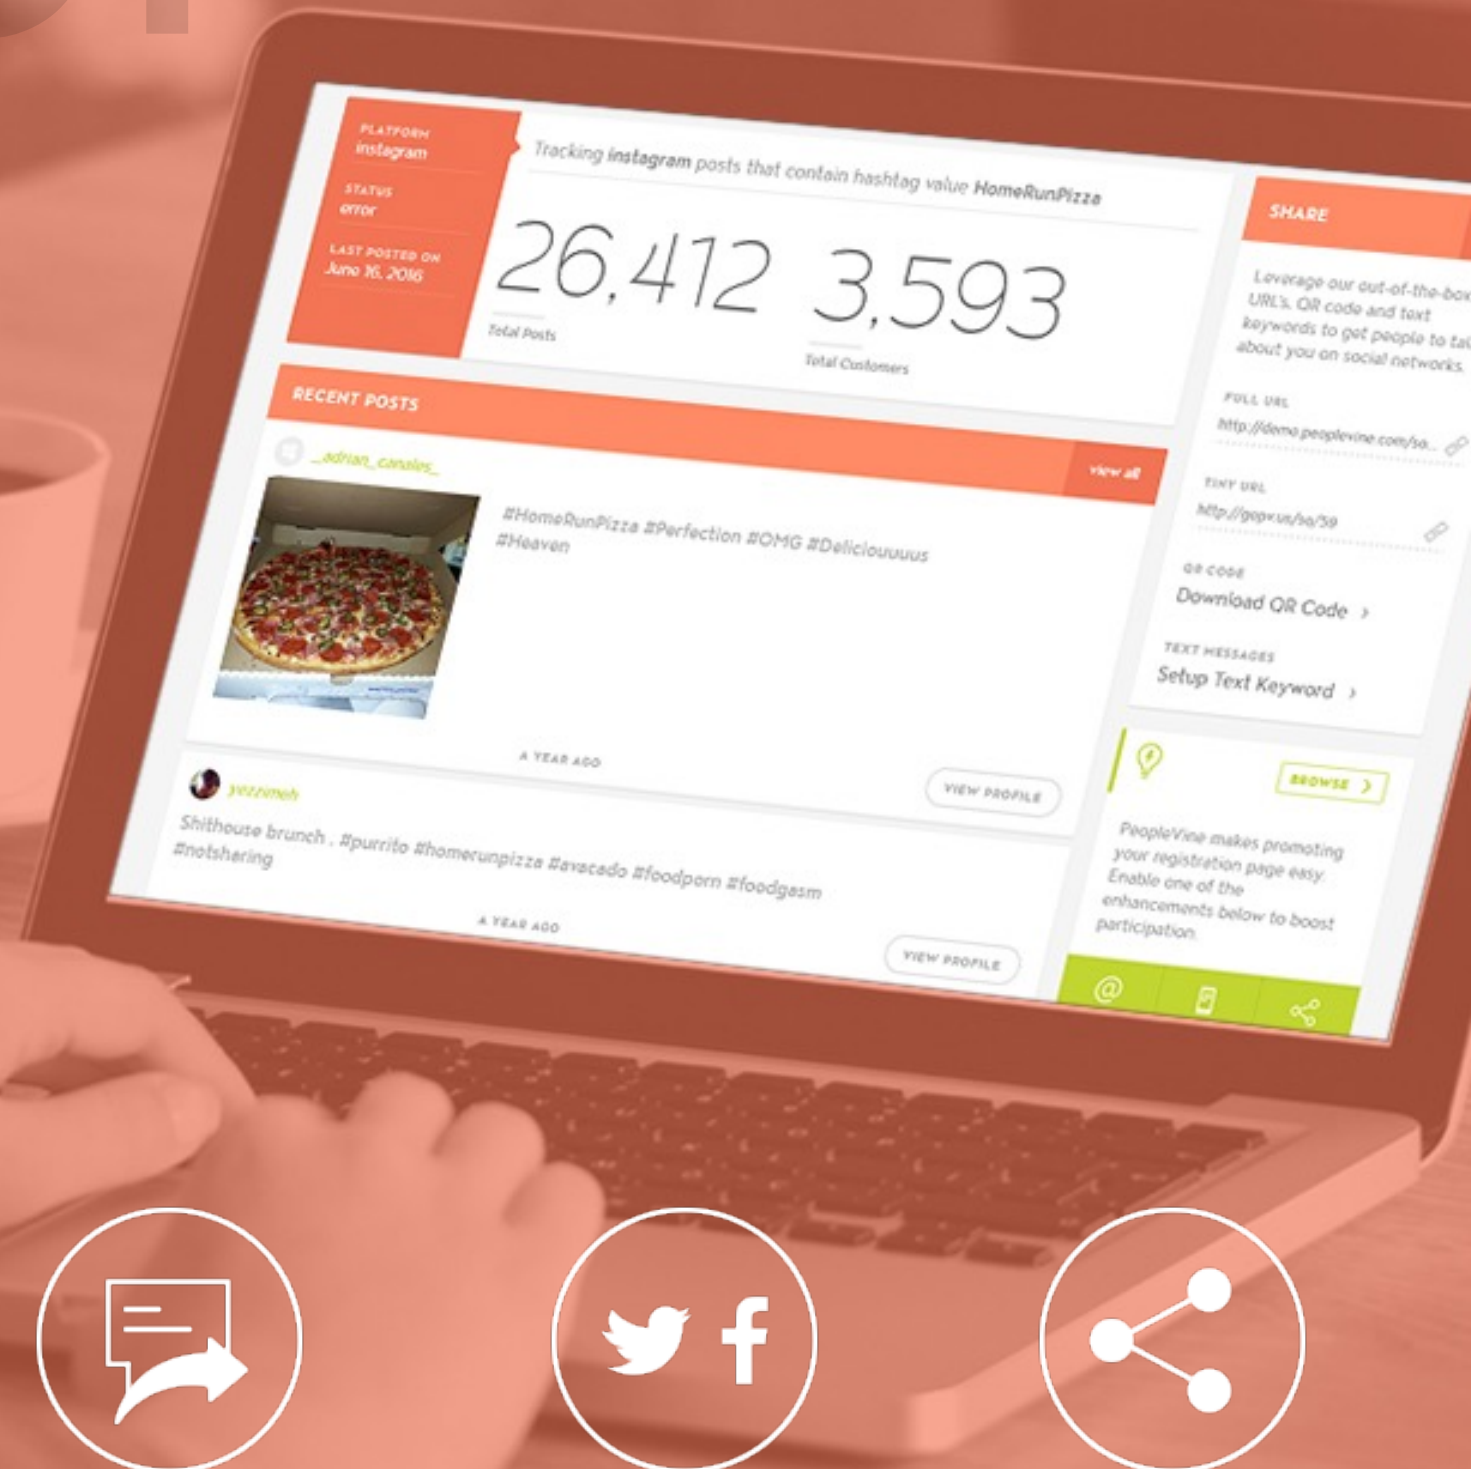 PLATFORM
instagram
STATUS
error
LAST POSTED ON
June 16, 2016
Tracking instagram posts that contain hashtag value HomeRunPizza
26,412
Total Posts
3,593
Total Customers
RECENT POSTS
view all
_adrian_canales_
#HomeRunPizza #Perfection #OMG #Deliciouuuus
#Heaven
A YEAR AGO
VIEW PROFILE
yezzimeh
Shithouse brunch . #purrito #homerunpizza #avacado #foodporn #foodgasm
#notsharing
A YEAR AGO
VIEW PROFILE
SHARE
Leverage our out-of-the-box
URL's, QR code and text
keywords to get people to
about you on social networks.
FULL URL
http://demo.peoplevine.com/so...
TINY URL
http://gopv.us/so/59
QR CODE
Download QR Code >
TEXT MESSAGES
Setup Text Keyword >
BROWSE >
PeopleVine makes promoting
your registration page easy.
Enable one of the
enhancements below to boost
participation.
@
f